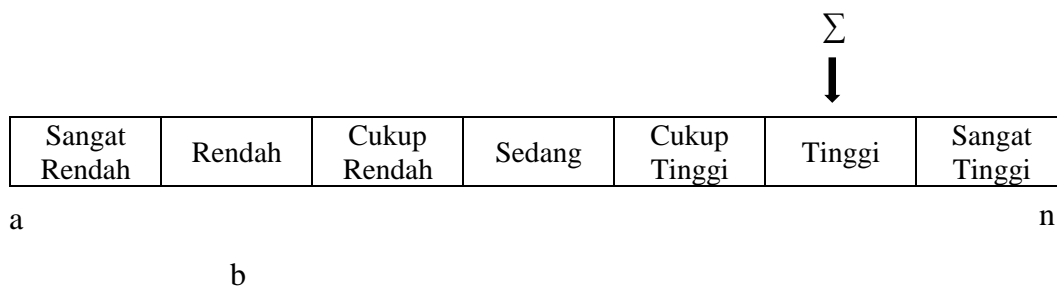 ∑
Sangat Rendah
Rendah
Cukup Rendah
Sedang
Cukup Tinggi
Tinggi
Sangat Tinggi
a
n
b